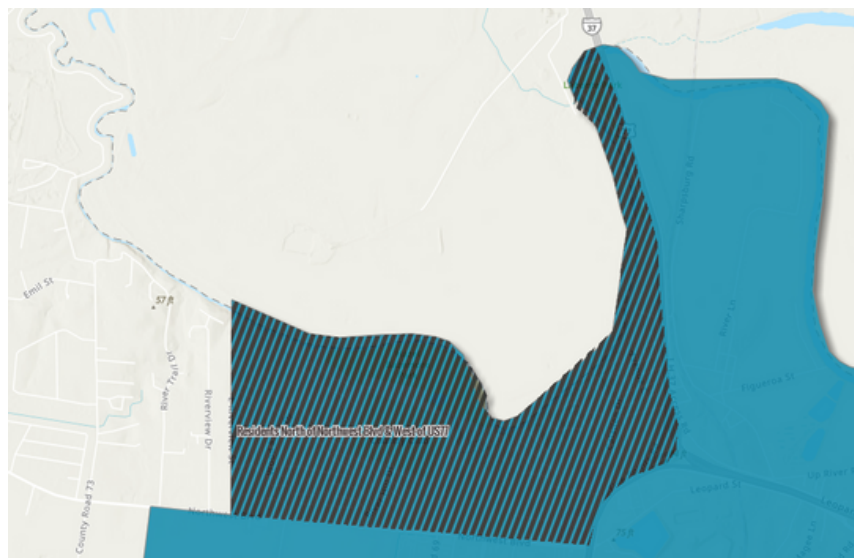 37
Sharpsburg Rd
Emil St
57 ft
River Trail Dr
Riverview Dr
River Ln
Figueroa St
Residents North of Northwest Blvd & West of US77
County Road 73
Up River
Leopard St
75 ft